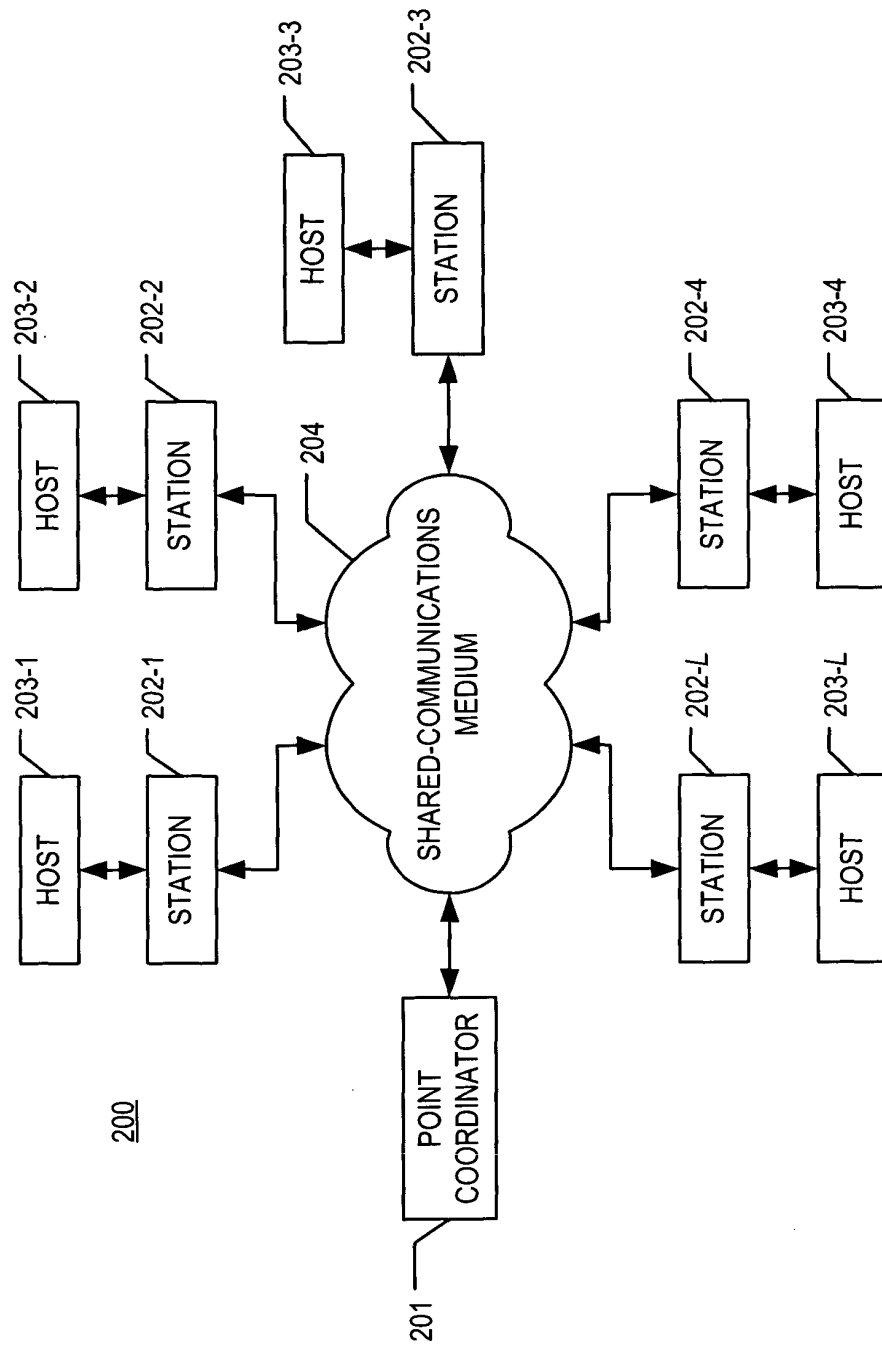 200
203-1
HOST
202-1
STATION
203-2
HOST
202-2
STATION
203-3
HOST
202-3
STATION
204
SHARED-COMMUNICATIONS
MEDIUM
POINT
COORDINATOR
201
202-L
STATION
203-L
HOST
202-4
STATION
203-4
HOST